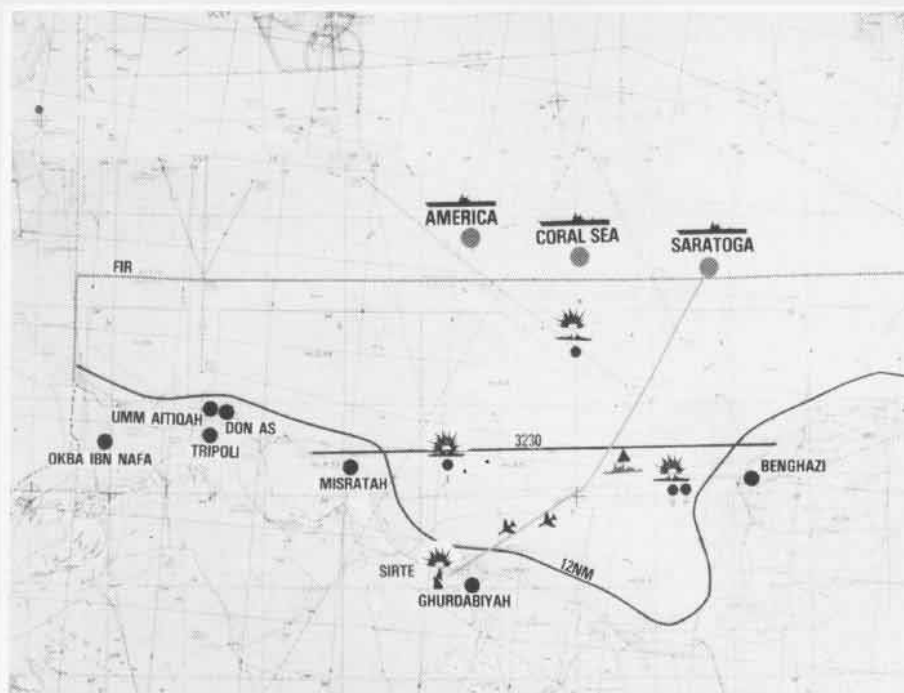 AMERICA
CORAL SEA
SARATOGA
FIR
UMM AITIQAH
DON AS
OKBA IBN NAFA
TRIPOLI
3230
MISRATAH
BENGHAZI
SIRTE
12NM
GHURDABIYAH